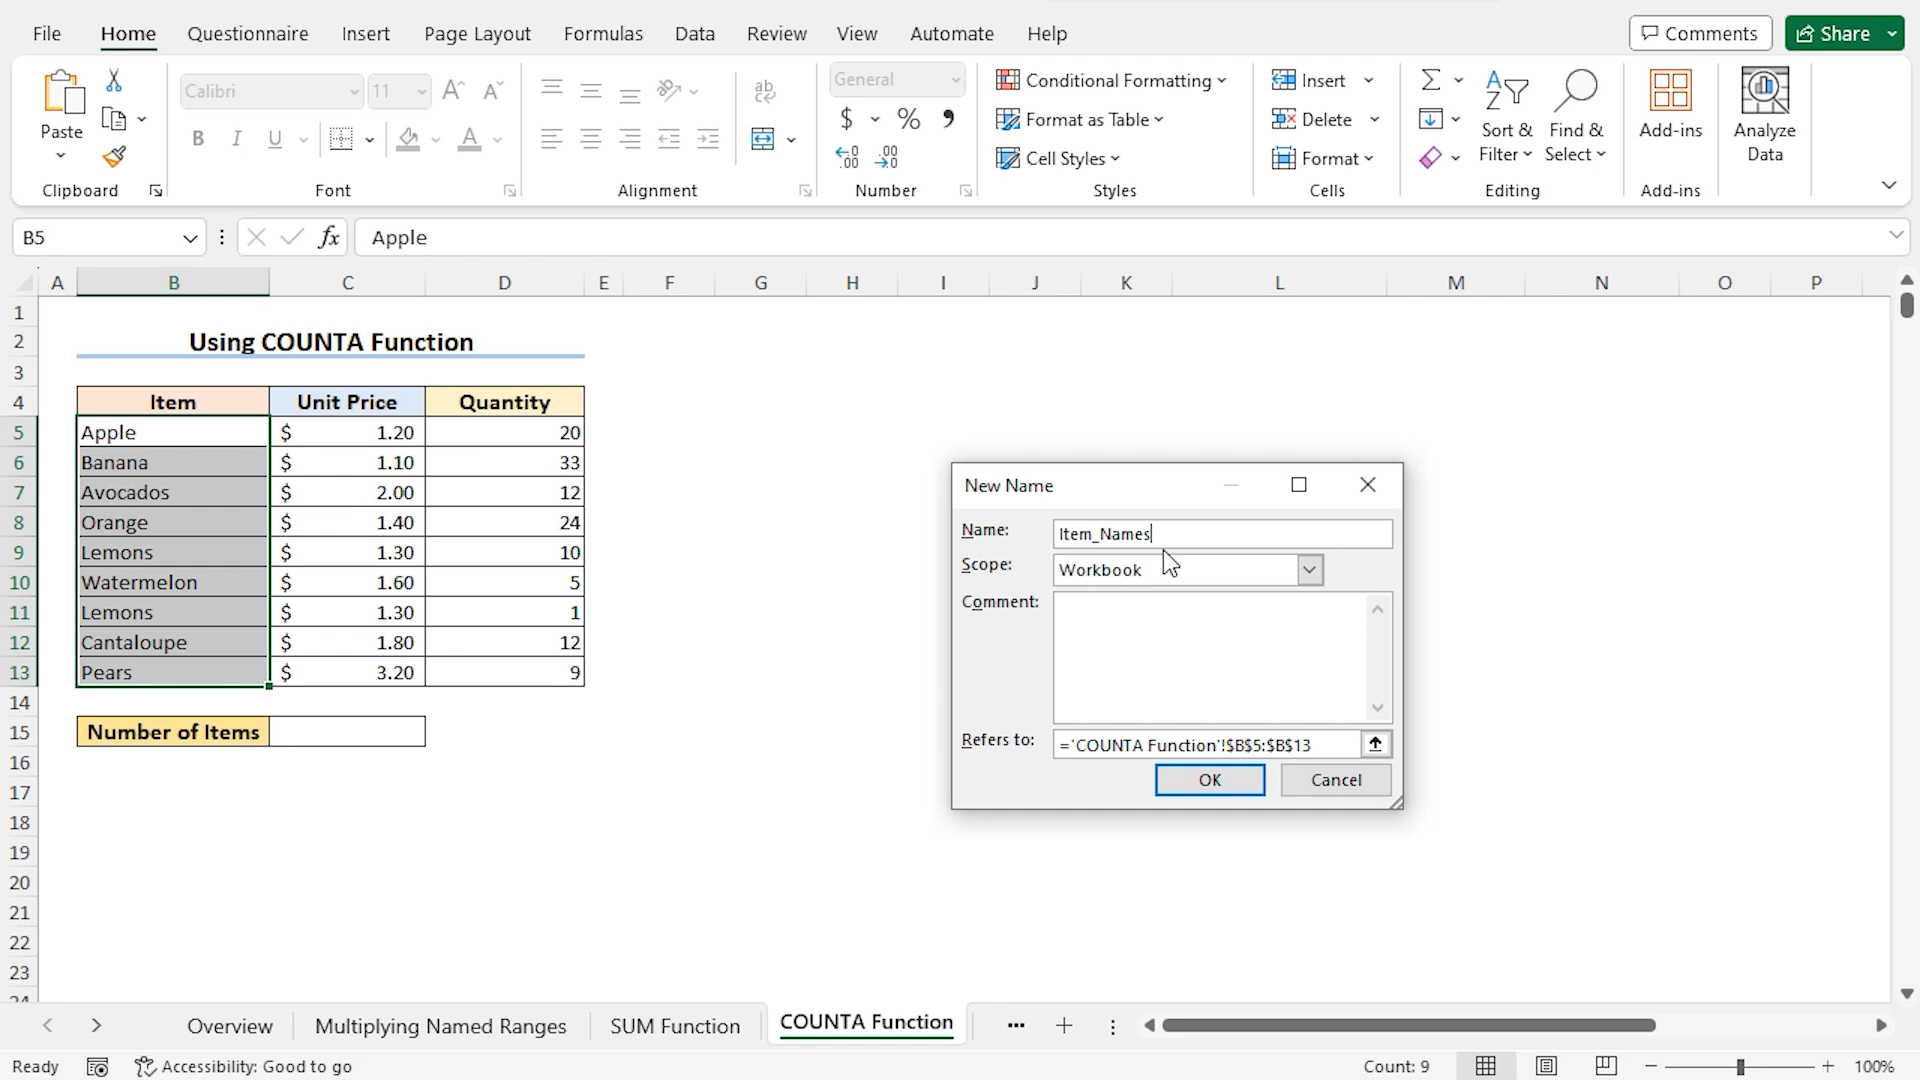 File Home Questionnaire Insert Page Layout Formulas Data Review View Automate Help Comments Share
Paste
Calibri 11
B I U
ab
General
$ % 9
Conditional Formatting
Format as Table
Cell Styles
Insert
Delete
Format
Sort & Filter
Find & Select
Add-ins
Analyze Data
Clipboard Font Alignment Number Styles Cells Editing Add-ins
B5 fx Apple
A B C D E F G H I J K L M N O P
1
2 Using COUNTA Function
3
4 Item Unit Price Quantity
5 Apple $ 1.20 20
6 Banana $ 1.10 33
7 Avocados $ 2.00 12
8 Orange $ 1.40 24
9 Lemons $ 1.30 10
10 Watermelon $ 1.60 5
11 Lemons $ 1.30 1
12 Cantaloupe $ 1.80 12
13 Pears $ 3.20 9
14
15 Number of Items
16
17
18
19
20
21
22
23
24
New Name
Name: Item_Names
Scope: Workbook
Comment:
Refers to: ='COUNTA Function'!$B$5:$B$13
OK Cancel
Overview Multiplying Named Ranges SUM Function COUNTA Function
Ready Accessibility: Good to go Count: 9 100%